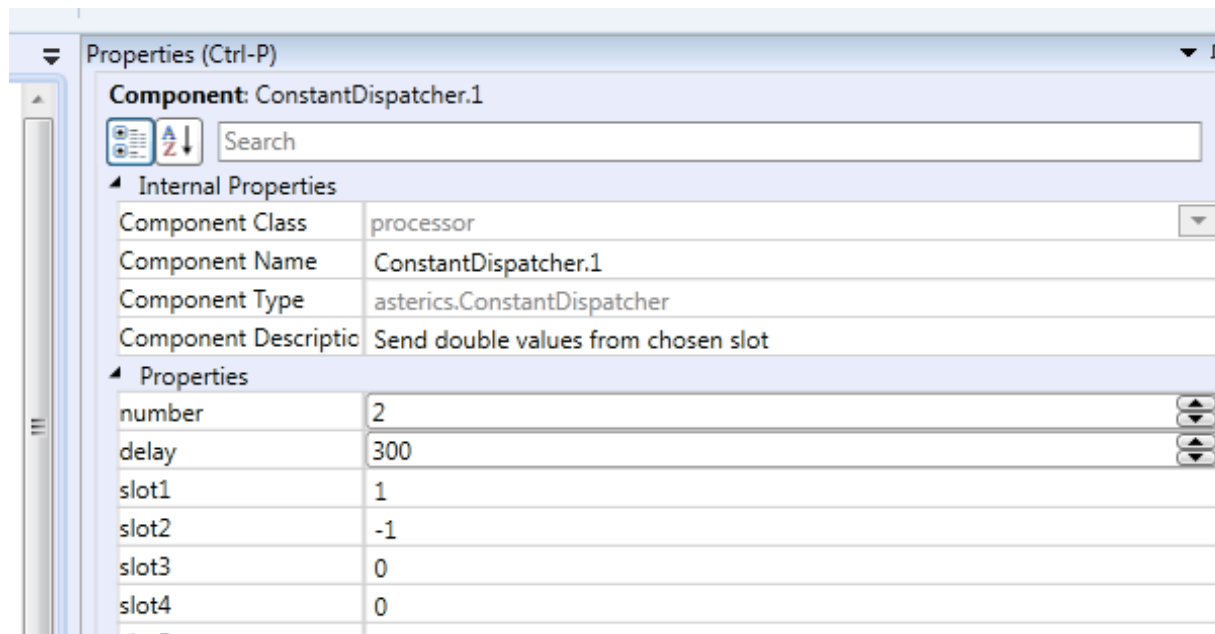 Properties (Ctrl-P)
Component: ConstantDispatcher.1
Search
Internal Properties
Component Class processor
Component Name ConstantDispatcher.1
Component Type asterics.ConstantDispatcher
Component Descriptio Send double values from chosen slot
Properties
number 2
delay 300
slot1 1
slot2 -1
slot3 0
slot4 0